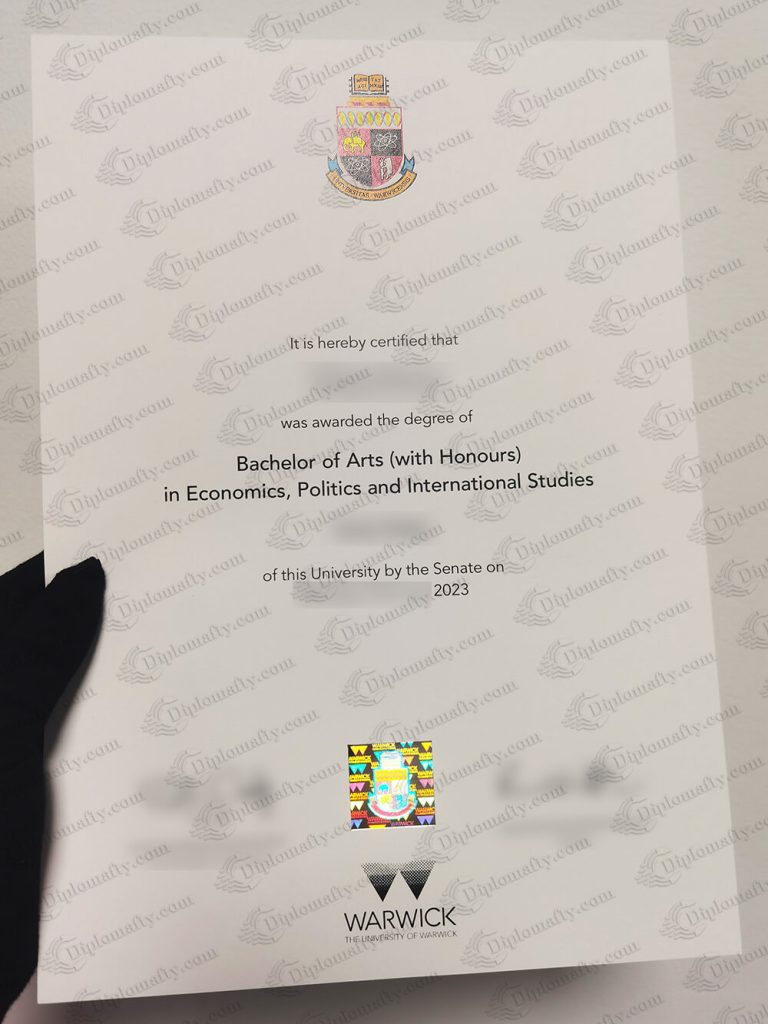 It is hereby certified that
was awarded the degree of
Bachelor of Arts (with Honours)
in Economics, Politics and International Studies
of this University by the Senate on
2023
WARWICK
THE UNIVERSITY OF WARWICK
Diplomafty.com